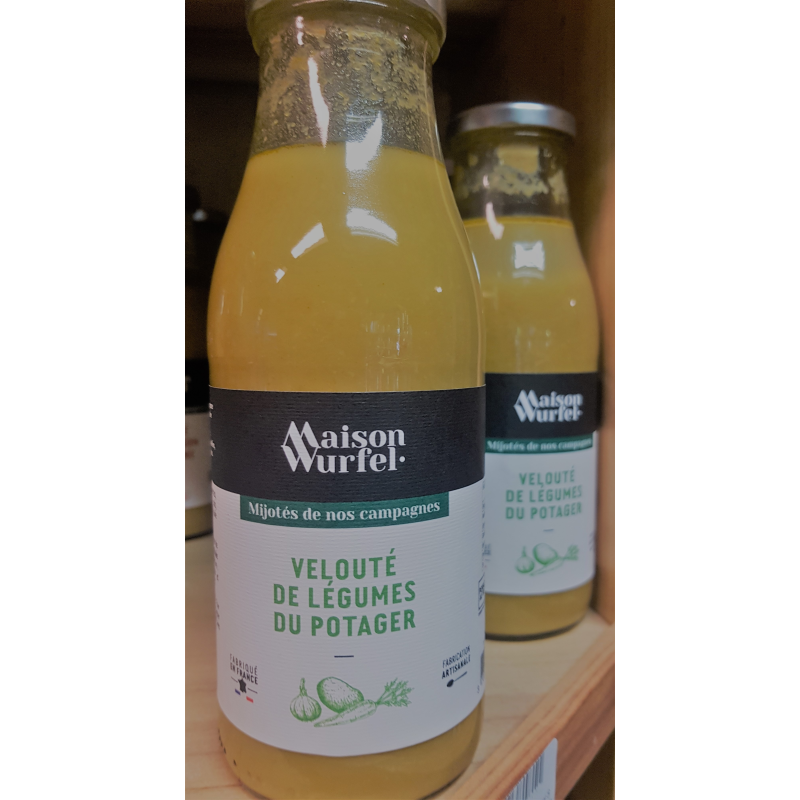 Maison
Wurfel.
Mijotés de nos campagnes
VELOUTÉ
DE LÉGUMES
DU POTAGER
FABRIQUÉ
EN FRANCE
FABRICATION
ARTISANALE
Maison
Wurfel.
Mijotés de nos campagnes
VELOUTÉ
DE LÉGUMES
DU POTAGER